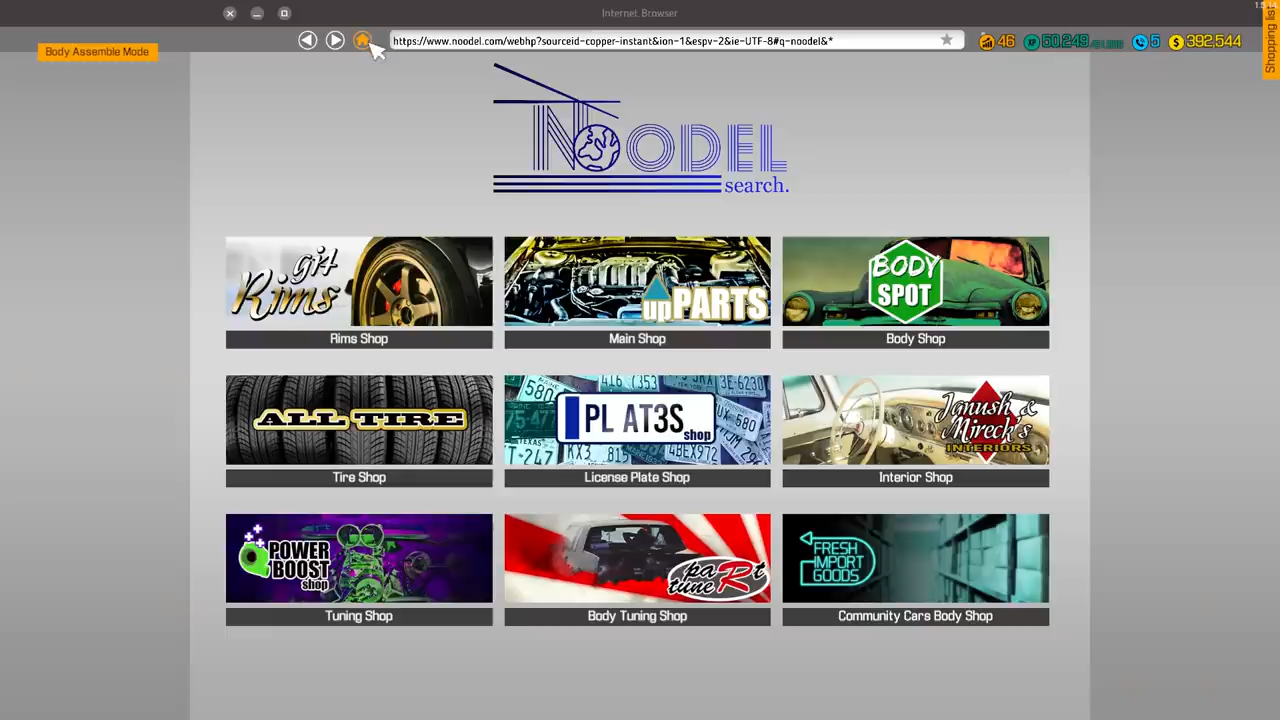 Internet Browser
Body Assemble Mode
https://www.noodel.com/webhp?sourceid-copper-instant&ion-1&espv-2&ie-UTF-8#q-noodel&*
46
XP 50,249
5
$ 392,544
Shopping list
NOODEL
search.
git Rims
upPARTS
BODY SPOT
Rims Shop
Main Shop
Body Shop
ALL TIRE
PL AT3S
shop
Janush & Mireck's
INTERIORS
Tire Shop
License Plate Shop
Interior Shop
POWER
BOOST
shop
paRt
tune
FRESH
IMPORT
GOODS
Tuning Shop
Body Tuning Shop
Community Cars Body Shop